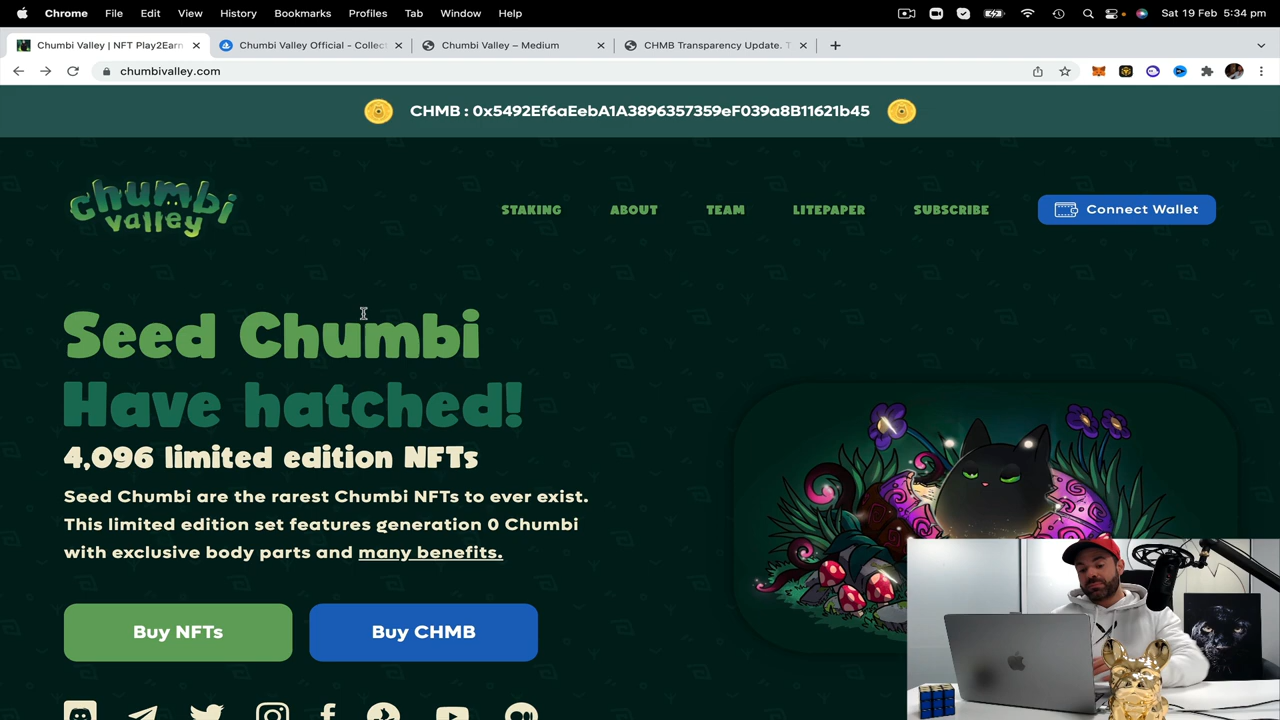 Chrome File Edit View History Bookmarks Profiles Tab Window Help
Sat 19 Feb 5:34 pm
Chumbi Valley | NFT Play2Earn
Chumbi Valley Official - Collect
Chumbi Valley – Medium
CHMB Transparency Update. T
chumbivalley.com
CHMB : 0x5492Ef6aEebA1A3896357359eF039a8B11621b45
chumbi
valley
STAKING
ABOUT
TEAM
LITEPAPER
SUBSCRIBE
Connect Wallet
Seed Chumbi
Have hatched!
4,096 limited edition NFTs
Seed Chumbi are the rarest Chumbi NFTs to ever exist.
This limited edition set features generation 0 Chumbi
with exclusive body parts and many benefits.
Buy NFTs
Buy CHMB